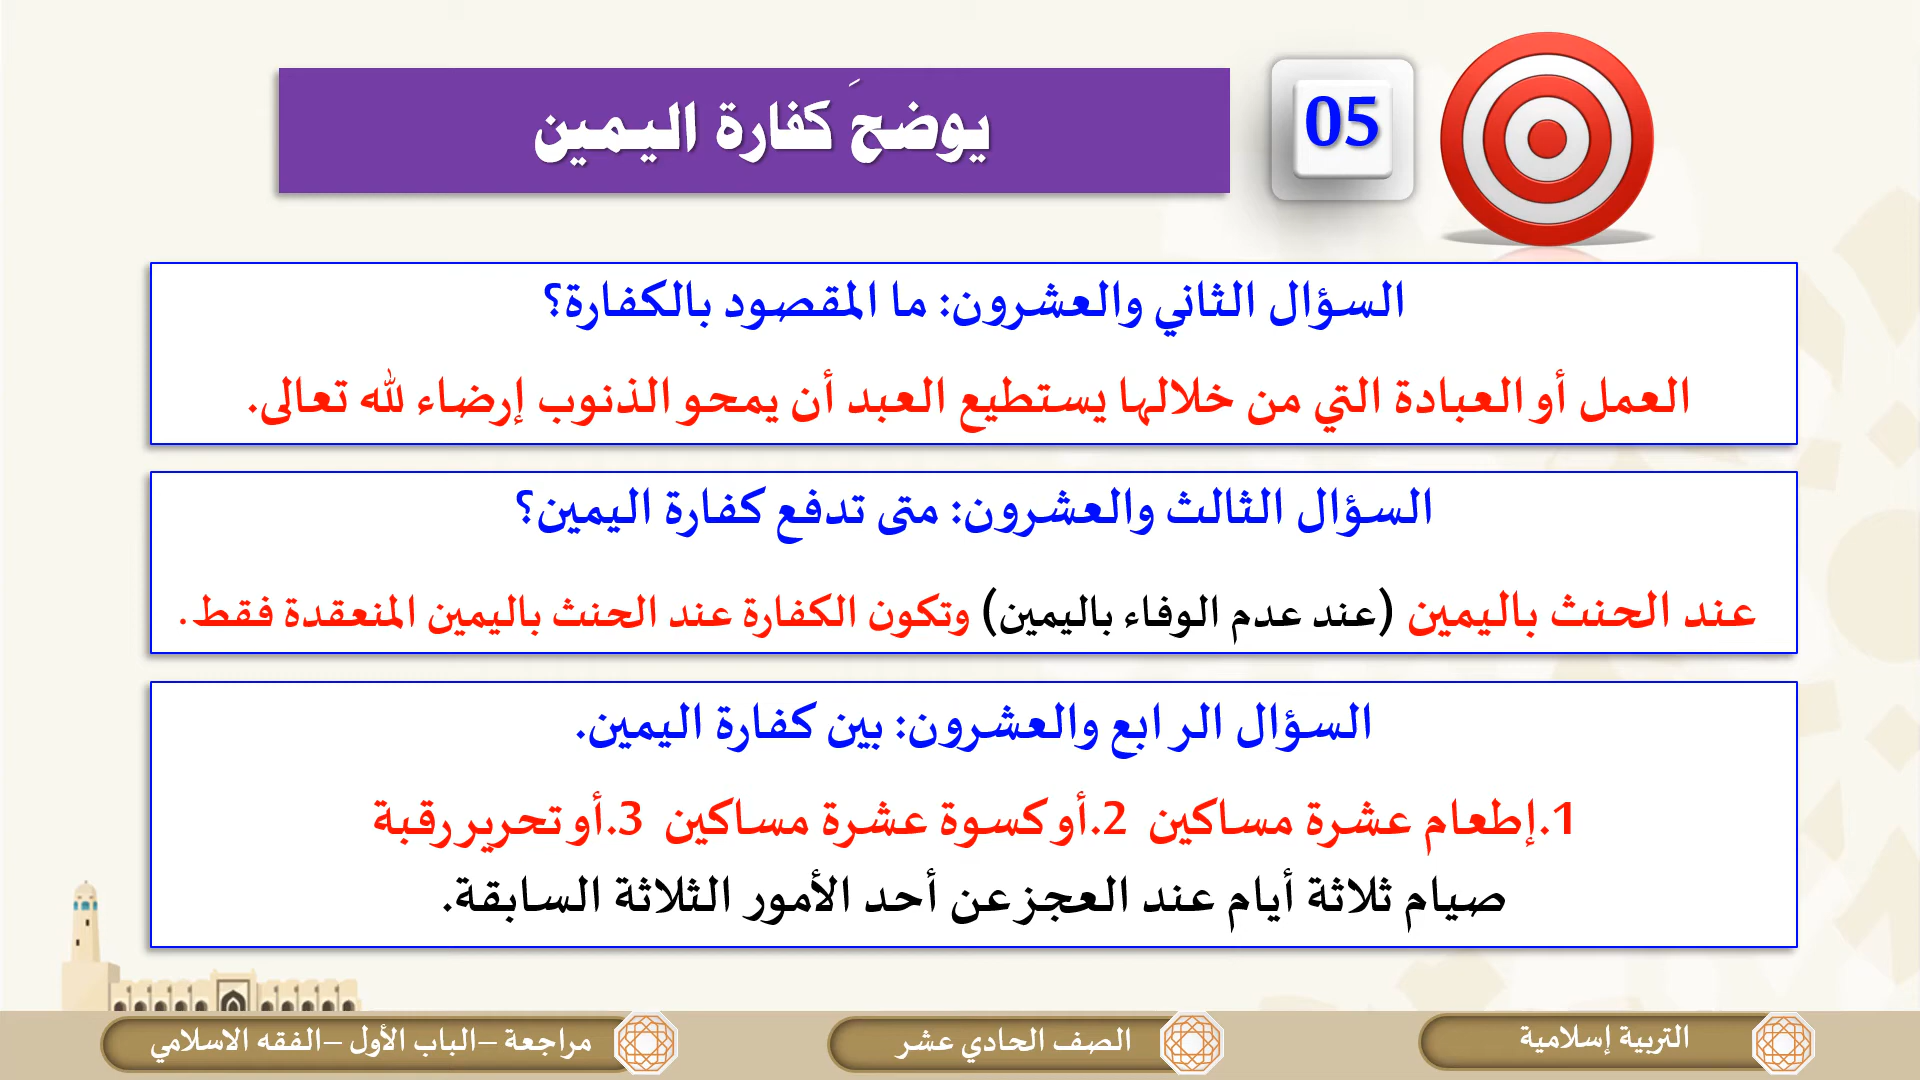 يوضحَ كفارة اليمين
05
السؤال الثاني والعشرون: ما المقصود بالكفارة؟
العمل أو العبادة التي من خلالها يستطيع العبد أن يمحو الذنوب إرضاء لله تعالى.
السؤال الثالث والعشرون: متى تدفع كفارة اليمين؟
عند الحنث باليمين (عند عدم الوفاء باليمين) وتكون الكفارة عند الحنث باليمين المنعقدة فقط.
السؤال الرابع والعشرون: بين كفارة اليمين.
1.إطعام عشرة مساكين 2.أو كسوة عشرة مساكين 3.أو تحرير رقبة
صيام ثلاثة أيام عند العجز عن أحد الأمور الثلاثة السابقة.
التربية إسلامية
الصف الحادي عشر
مراجعة –الباب الأول –الفقه الاسلامي